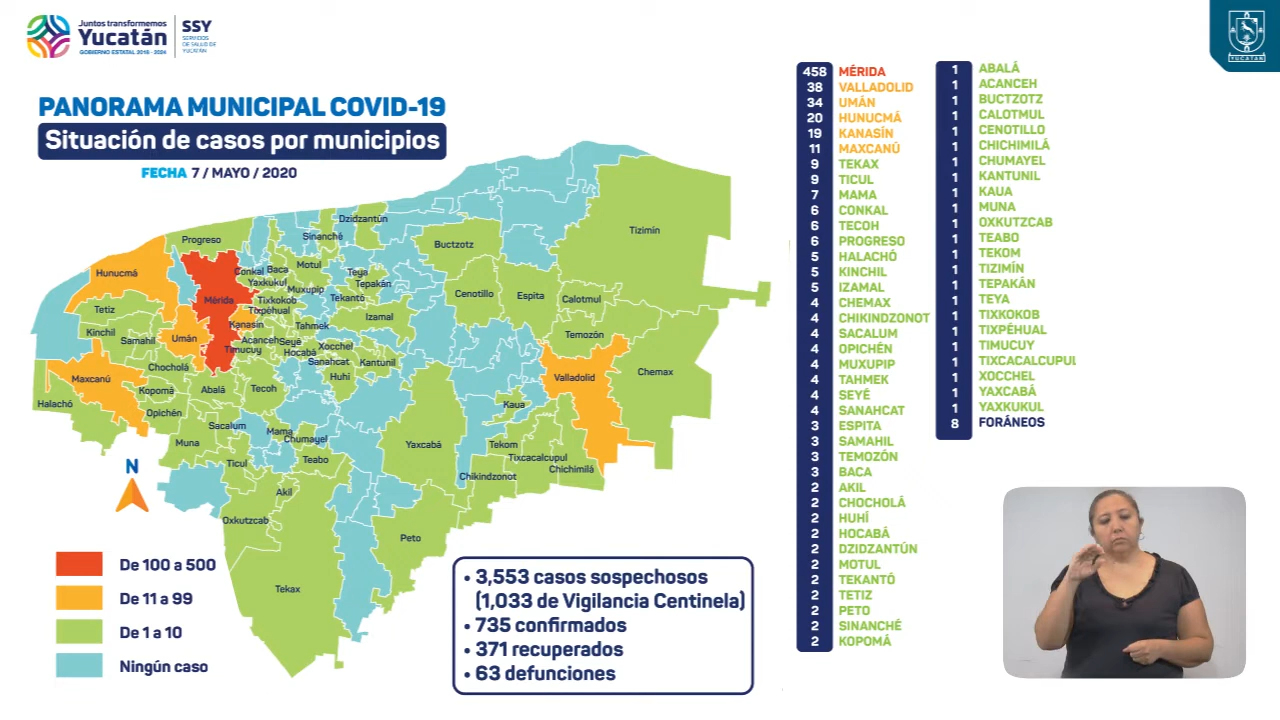 Juntos transformemos
Yucatán
GOBIERNO ESTATAL 2018 - 2024
SSY
SERVICIOS
DE SALUD DE
YUCATÁN
YUCATÁN
PANORAMA MUNICIPAL COVID-19
Situación de casos por municipios
FECHA 7 / MAYO / 2020
Dzidzantún
Tizimín
Progreso
Sinanché
Buctzotz
Hunucmá
Conkal
Baca
Motul
Teya
Yaxkukul
Muxupip
Tepakán
Mérida
Tixkokob
Tekantó
Cenotillo
Espita
Calotmul
Tetiz
Tixpéhual
Izamal
Kinchil
Samahil
Umán
Kanasín
Tahmek
Temozón
Acanceh
Seyé
Timucuy
Hocabá
Xocchel
Sanahcat
Kantunil
Chocholá
Huhí
Maxcanú
Valladolid
Chemax
Kopomá
Abalá
Tecoh
Halachó
Opichén
Kaua
Sacalum
Mama
Chumayel
Muna
Yaxcabá
Tekom
Tixcacalcupul
Ticul
Teabo
Chichimilá
Chikindzonot
Akil
Oxkutzcab
Peto
Tekax
N
De 100 a 500
De 11 a 99
De 1 a 10
Ningún caso
• 3,553 casos sospechosos
(1,033 de Vigilancia Centinela)
• 735 confirmados
• 371 recuperados
• 63 defunciones
458 MÉRIDA
38 VALLADOLID
34 UMÁN
20 HUNUCMÁ
19 KANASÍN
11 MAXCANÚ
9 TEKAX
9 TICUL
7 MAMA
6 CONKAL
6 TECOH
6 PROGRESO
5 HALACHÓ
5 KINCHIL
5 IZAMAL
4 CHEMAX
4 CHIKINDZONOT
4 SACALUM
4 OPICHÉN
4 MUXUPIP
4 TAHMEK
4 SEYÉ
4 SANAHCAT
3 ESPITA
3 SAMAHIL
3 TEMOZÓN
3 BACA
2 AKIL
2 CHOCHOLÁ
2 HUHÍ
2 HOCABÁ
2 DZIDZANTÚN
2 MOTUL
2 TEKANTÓ
2 TETIZ
2 PETO
2 SINANCHÉ
2 KOPOMÁ
1 ABALÁ
1 ACANCEH
1 BUCTZOTZ
1 CALOTMUL
1 CENOTILLO
1 CHICHIMILÁ
1 CHUMAYEL
1 KANTUNIL
1 KAUA
1 MUNA
1 OXKUTZCAB
1 TEABO
1 TEKOM
1 TIZIMÍN
1 TEPAKÁN
1 TEYA
1 TIXKOKOB
1 TIXPÉHUAL
1 TIMUCUY
1 TIXCACALCUPUL
1 XOCCHEL
1 YAXCABÁ
1 YAXKUKUL
8 FORÁNEOS